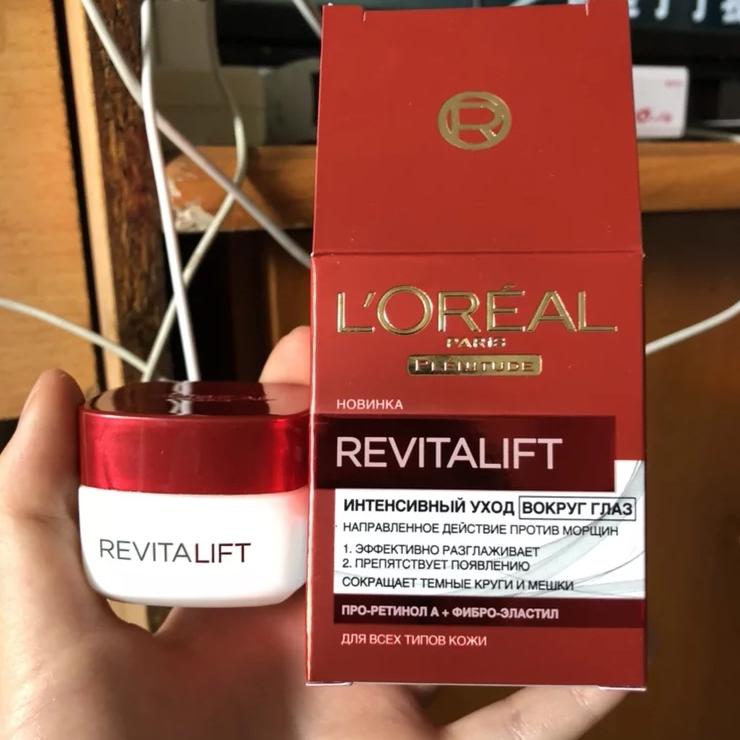 L'ORÉAL
PARIS
PLÉNITUDE
НОВИНКА
REVITALIFT
ИНТЕНСИВНЫЙ УХОД ВОКРУГ ГЛАЗ
НАПРАВЛЕННОЕ ДЕЙСТВИЕ ПРОТИВ МОРЩИН
1. ЭФФЕКТИВНО РАЗГЛАЖИВАЕТ
2. ПРЕПЯТСТВУЕТ ПОЯВЛЕНИЮ
СОКРАЩАЕТ ТЕМНЫЕ КРУГИ И МЕШКИ
ПРО-РЕТИНОЛ А + ФИБРО-ЭЛАСТИЛ
ДЛЯ ВСЕХ ТИПОВ КОЖИ
REVITALIFT